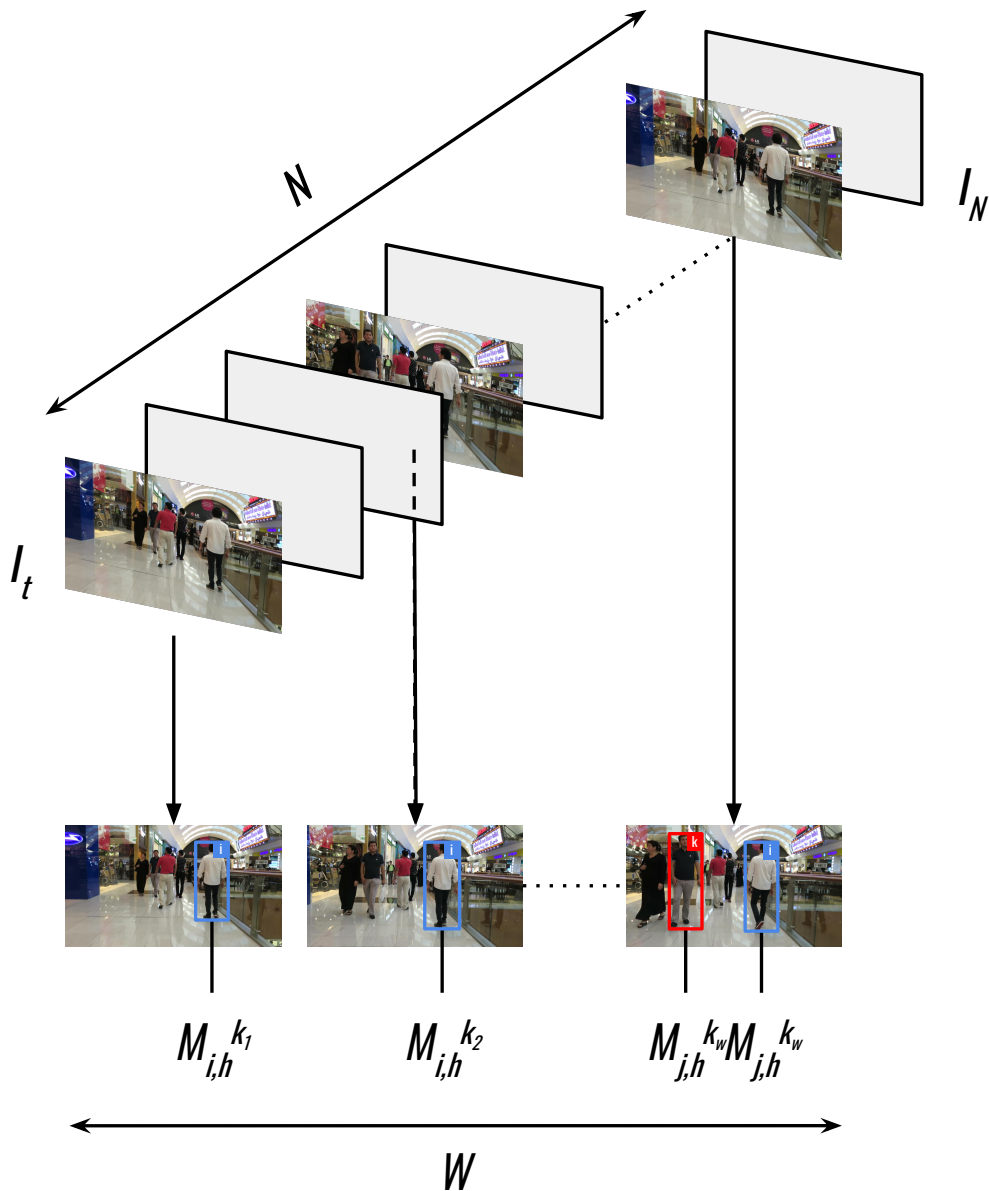 N
I_N
I_t
i
i
k
i
M_{i,h}^{k_1}
M_{i,h}^{k_2}
M_{j,h}^{k_w}
M_{j,h}^{k_w}
W